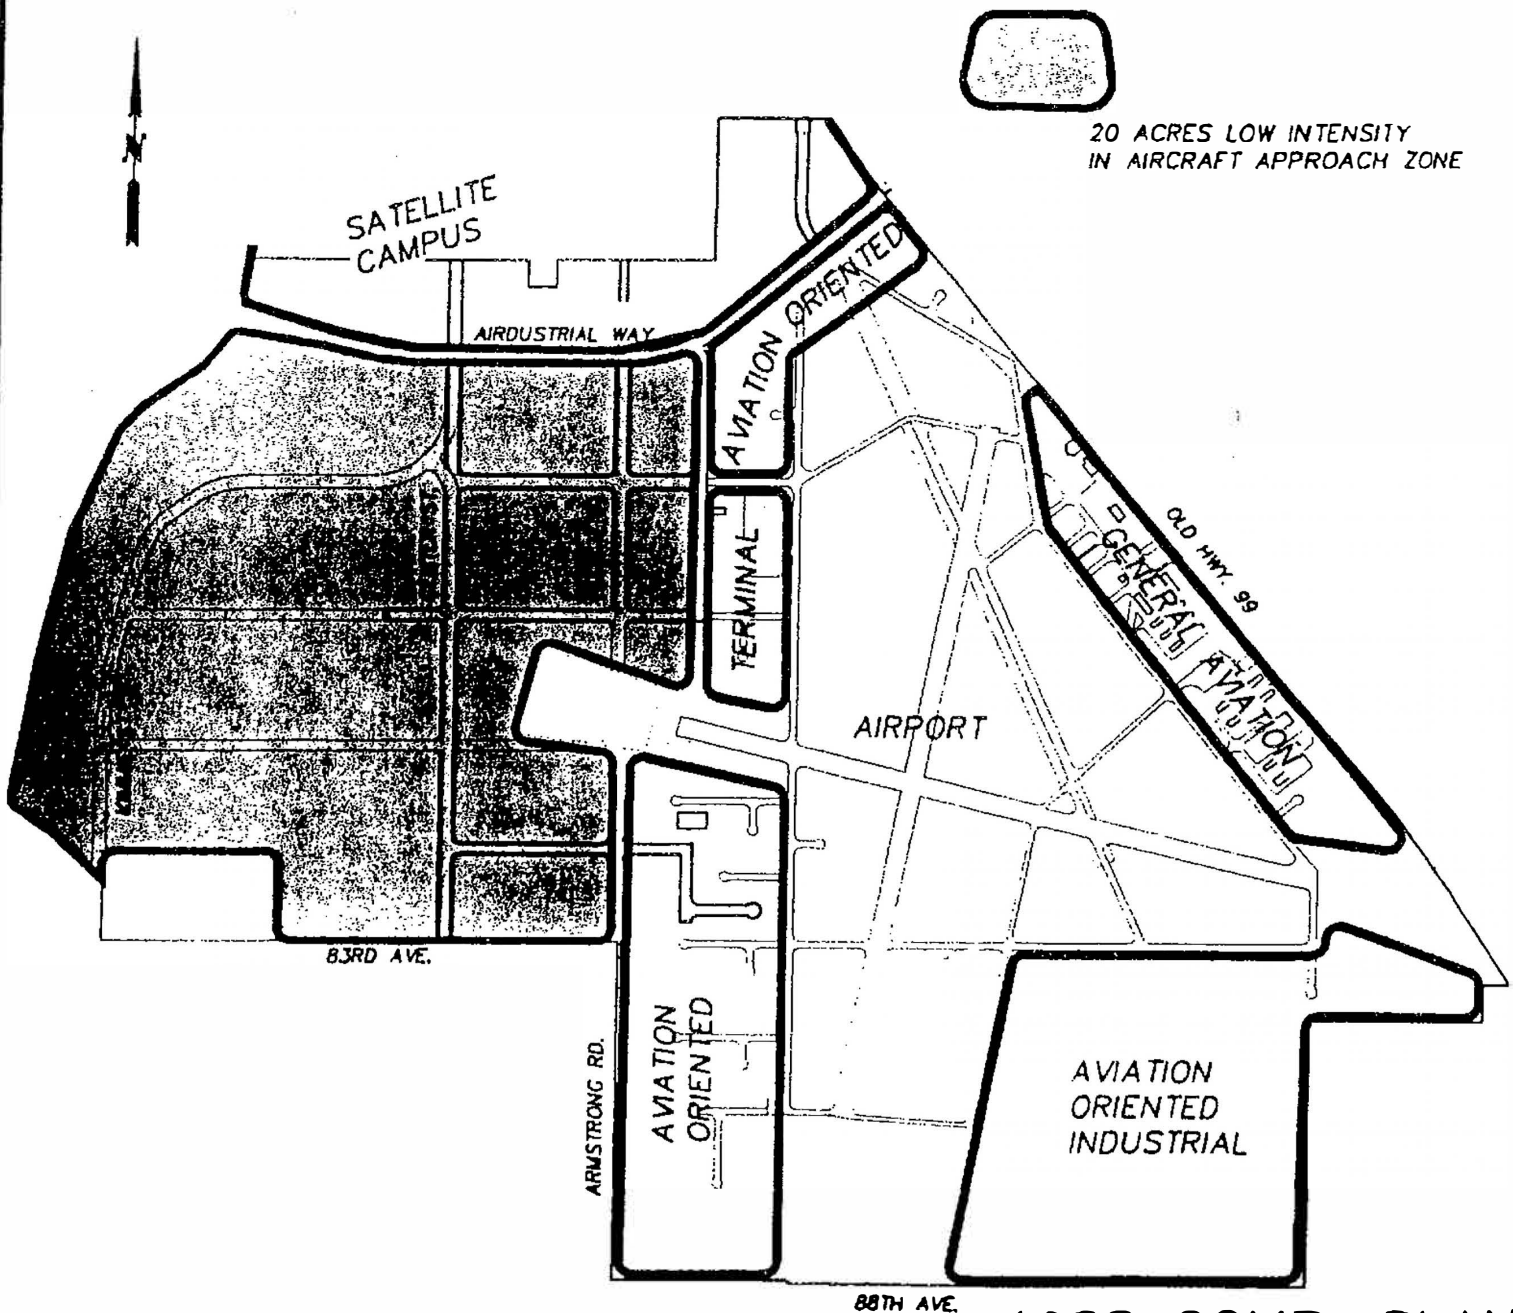 N
20 ACRES LOW INTENSITY
IN AIRCRAFT APPROACH ZONE
SATELLITE
CAMPUS
AIRDUSTRIAL WAY
AVIATION ORIENTED
TERMINAL
OLD HWY. 99
GENERAL AVIATION
AIRPORT
83RD AVE.
ARMSTRONG RD.
AVIATION
ORIENTED
AVIATION
ORIENTED
INDUSTRIAL
88TH AVE.